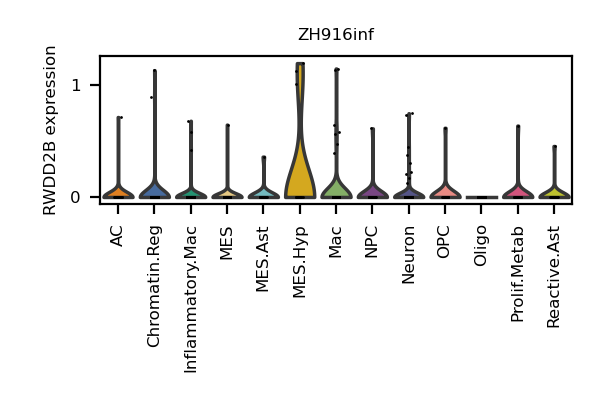 ZH916inf
RWDD2B expression
1
0
AC
Chromatin.Reg
Inflammatory.Mac
MES
MES.Ast
MES.Hyp
Mac
NPC
Neuron
OPC
Oligo
Prolif.Metab
Reactive.Ast